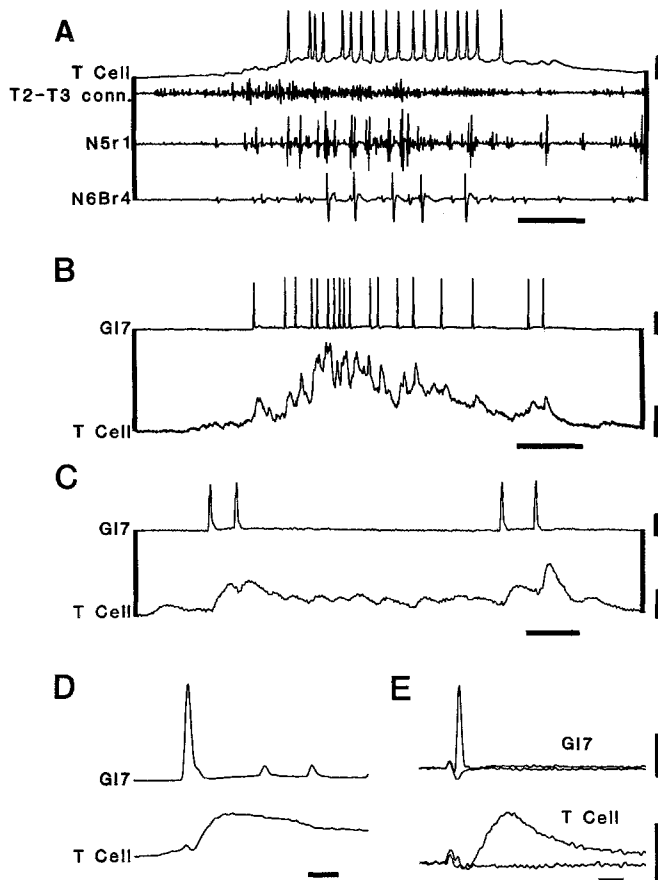 A
T Cell
T2-T3 conn.
N5r1
N6Br4
B
GI7
T Cell
C
GI7
T Cell
D
E
GI7
GI7
T Cell
T Cell